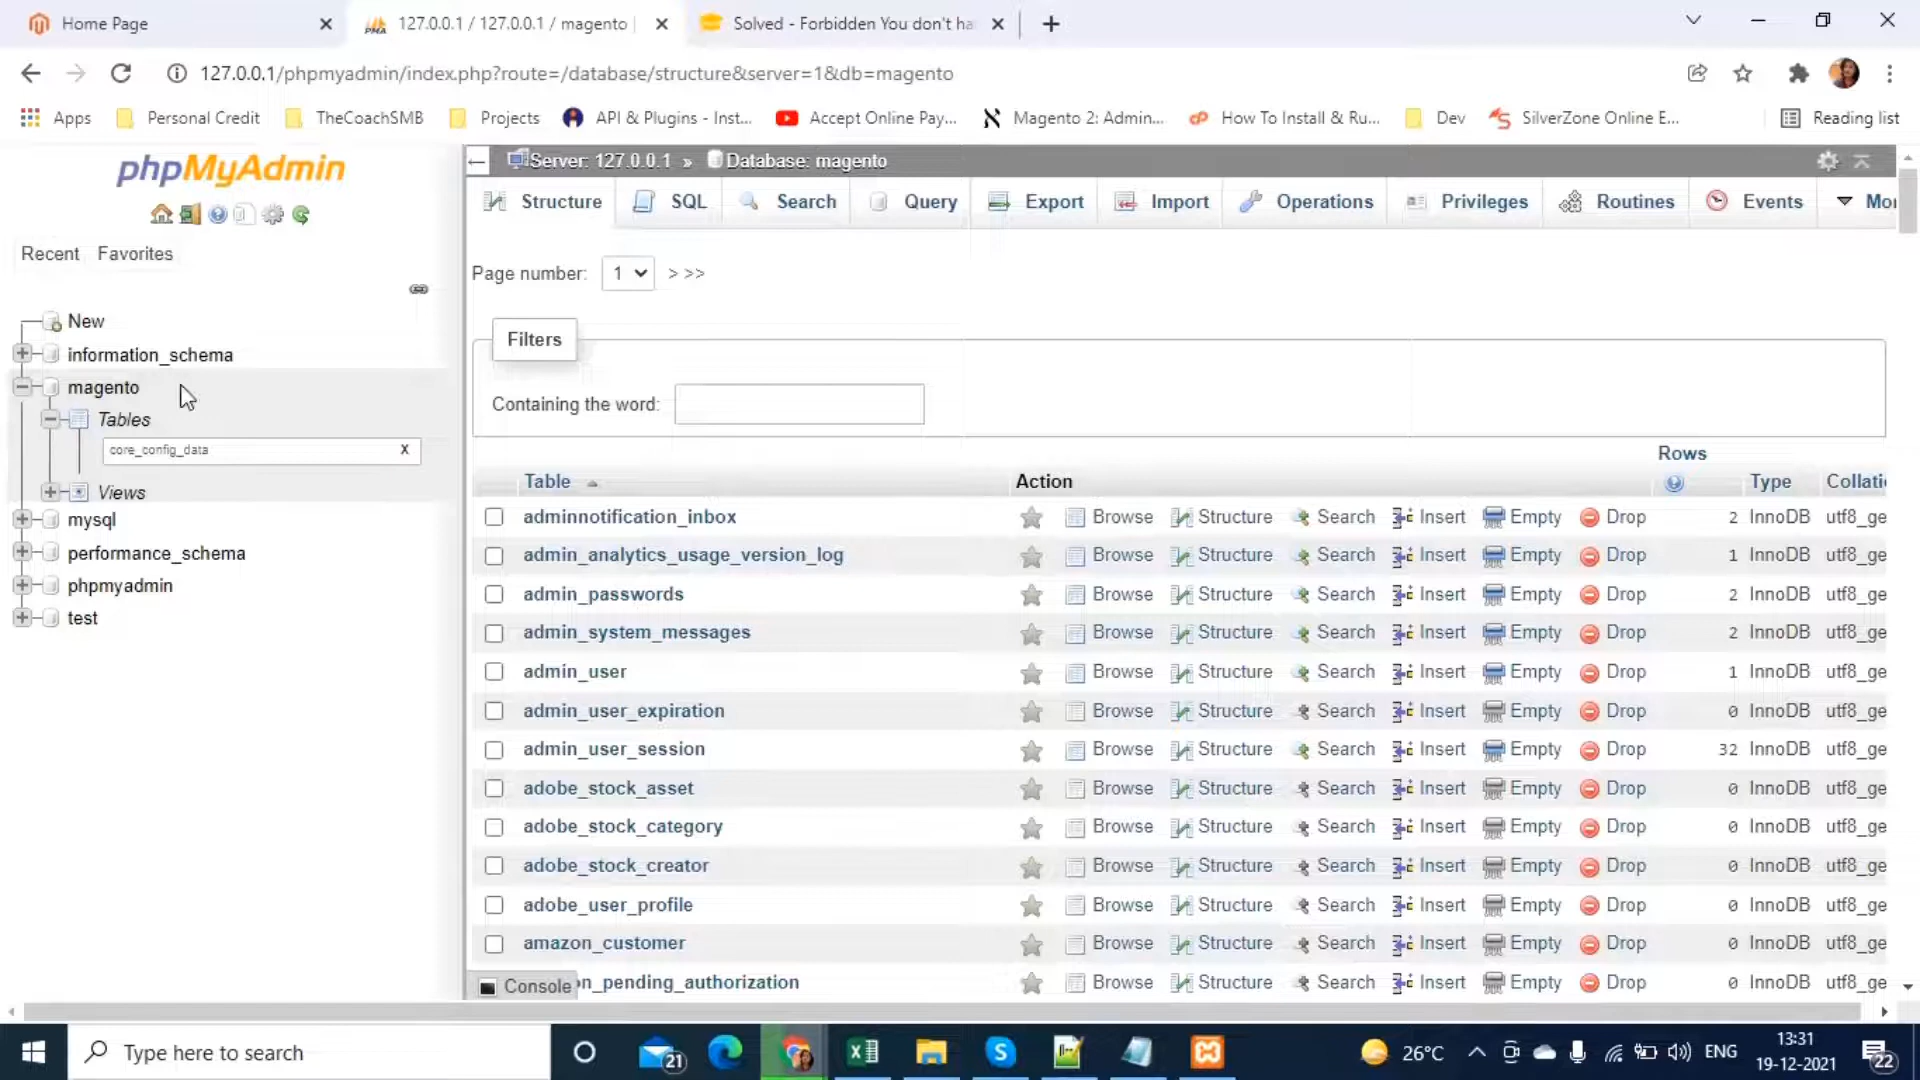 Home Page
127.0.0.1 / 127.0.0.1 / magento
Solved - Forbidden You don't ha
127.0.0.1/phpmyadmin/index.php?route=/database/structure&server=1&db=magento
Apps
Personal Credit
TheCoachSMB
Projects
API & Plugins - Inst...
Accept Online Pay...
Magento 2: Admin...
How To Install & Ru...
Dev
SilverZone Online E...
Reading list
phpMyAdmin
Recent Favorites
New
information_schema
magento
Tables
core_config_data X
Views
mysql
performance_schema
phpmyadmin
test
Server: 127.0.0.1 » Database: magento
Structure SQL Search Query Export Import Operations Privileges Routines Events Mor
Page number: 1 > >>
Filters
Containing the word:
Rows
Table Action Type Collati
adminnotification_inbox Browse Structure Search Insert Empty Drop 2 InnoDB utf8_ge
admin_analytics_usage_version_log Browse Structure Search Insert Empty Drop 1 InnoDB utf8_ge
admin_passwords Browse Structure Search Insert Empty Drop 2 InnoDB utf8_ge
admin_system_messages Browse Structure Search Insert Empty Drop 2 InnoDB utf8_ge
admin_user Browse Structure Search Insert Empty Drop 1 InnoDB utf8_ge
admin_user_expiration Browse Structure Search Insert Empty Drop 0 InnoDB utf8_ge
admin_user_session Browse Structure Search Insert Empty Drop 32 InnoDB utf8_ge
adobe_stock_asset Browse Structure Search Insert Empty Drop 0 InnoDB utf8_ge
adobe_stock_category Browse Structure Search Insert Empty Drop 0 InnoDB utf8_ge
adobe_stock_creator Browse Structure Search Insert Empty Drop 0 InnoDB utf8_ge
adobe_user_profile Browse Structure Search Insert Empty Drop 0 InnoDB utf8_ge
amazon_customer Browse Structure Search Insert Empty Drop 0 InnoDB utf8_ge
n_pending_authorization Browse Structure Search Insert Empty Drop 0 InnoDB utf8_ge
Console
Type here to search
21
26°C
ENG
13:31
19-12-2021
22